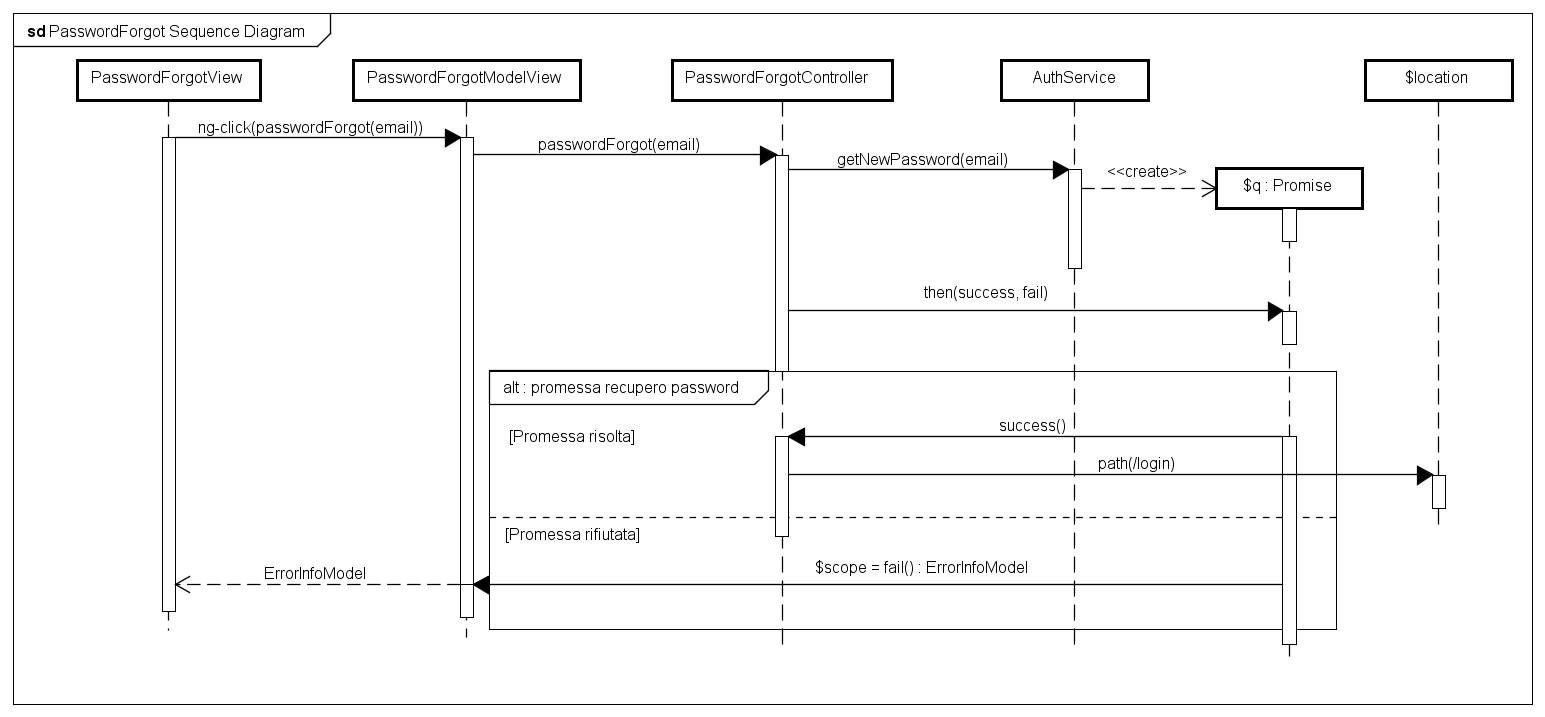 sd PasswordForgot Sequence Diagram
PasswordForgotView
PasswordForgotModelView
PasswordForgotController
AuthService
$location
ng-click(passwordForgot(email))
passwordForgot(email)
getNewPassword(email)
<<create>>
$q : Promise
then(success, fail)
alt : promessa recupero password
[Promessa risolta]
success()
path(/login)
[Promessa rifiutata]
$scope = fail() : ErrorInfoModel
ErrorInfoModel